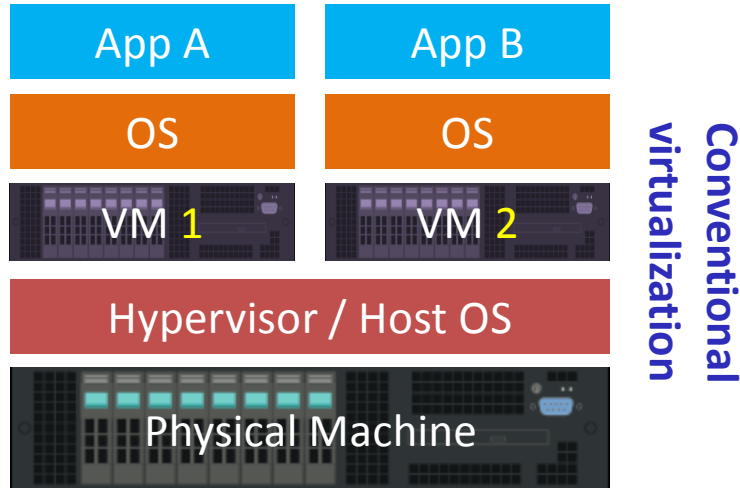 App A
App B
OS
OS
VM 1
VM 2
Hypervisor / Host OS
Physical Machine
Conventional
virtualization